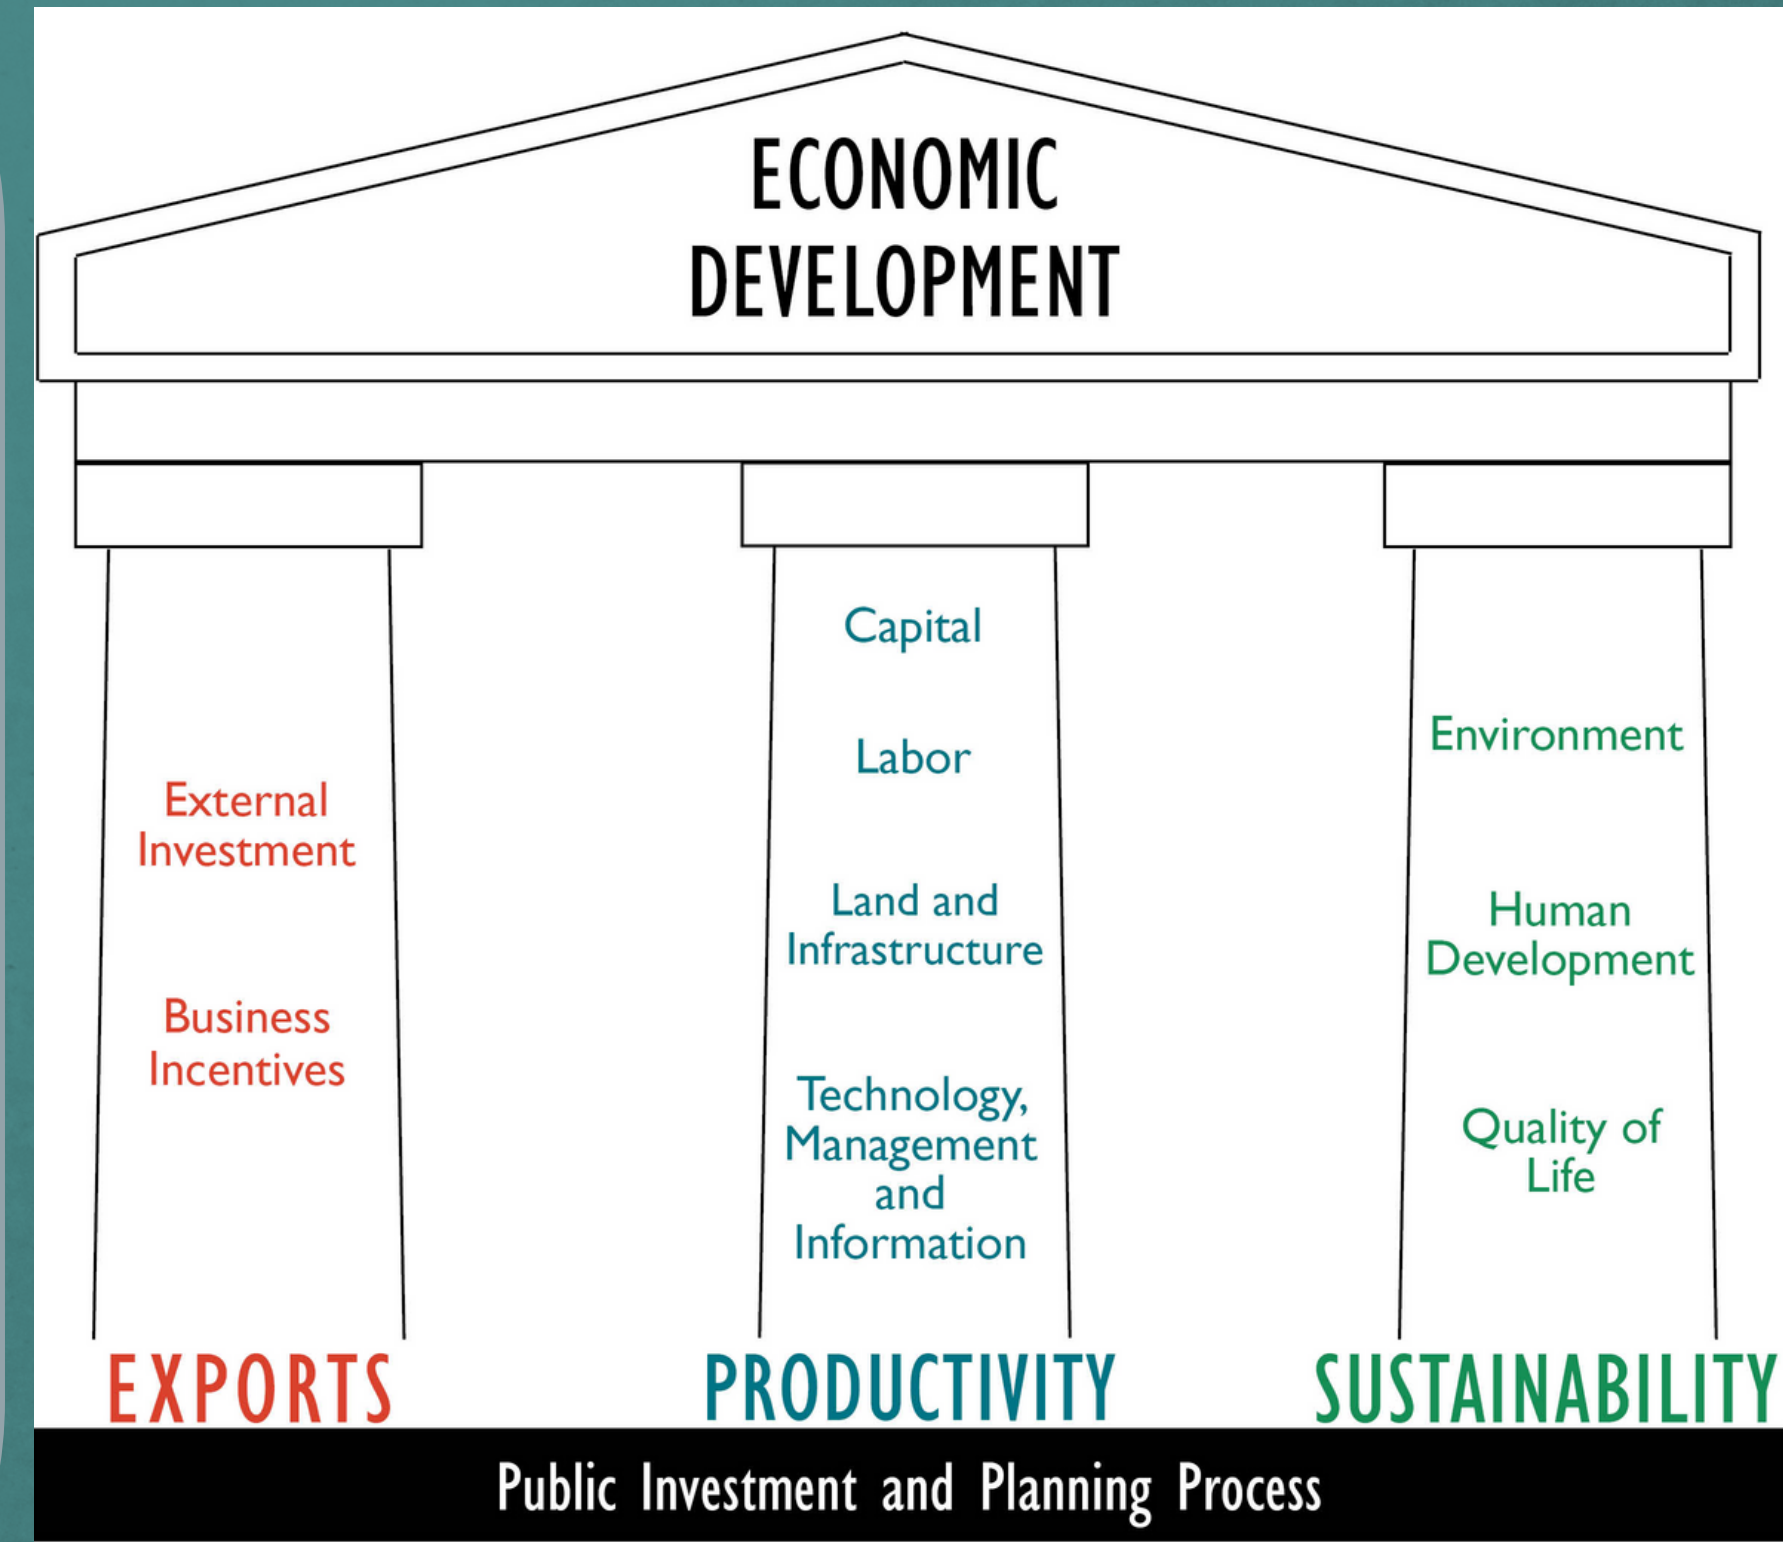 ECONOMIC
DEVELOPMENT
External
Investment
Business
Incentives
EXPORTS
Capital
Labor
Land and
Infrastructure
Technology,
Management
and
Information
PRODUCTIVITY
Environment
Human
Development
Quality of
Life
SUSTAINABILITY
Public Investment and Planning Process